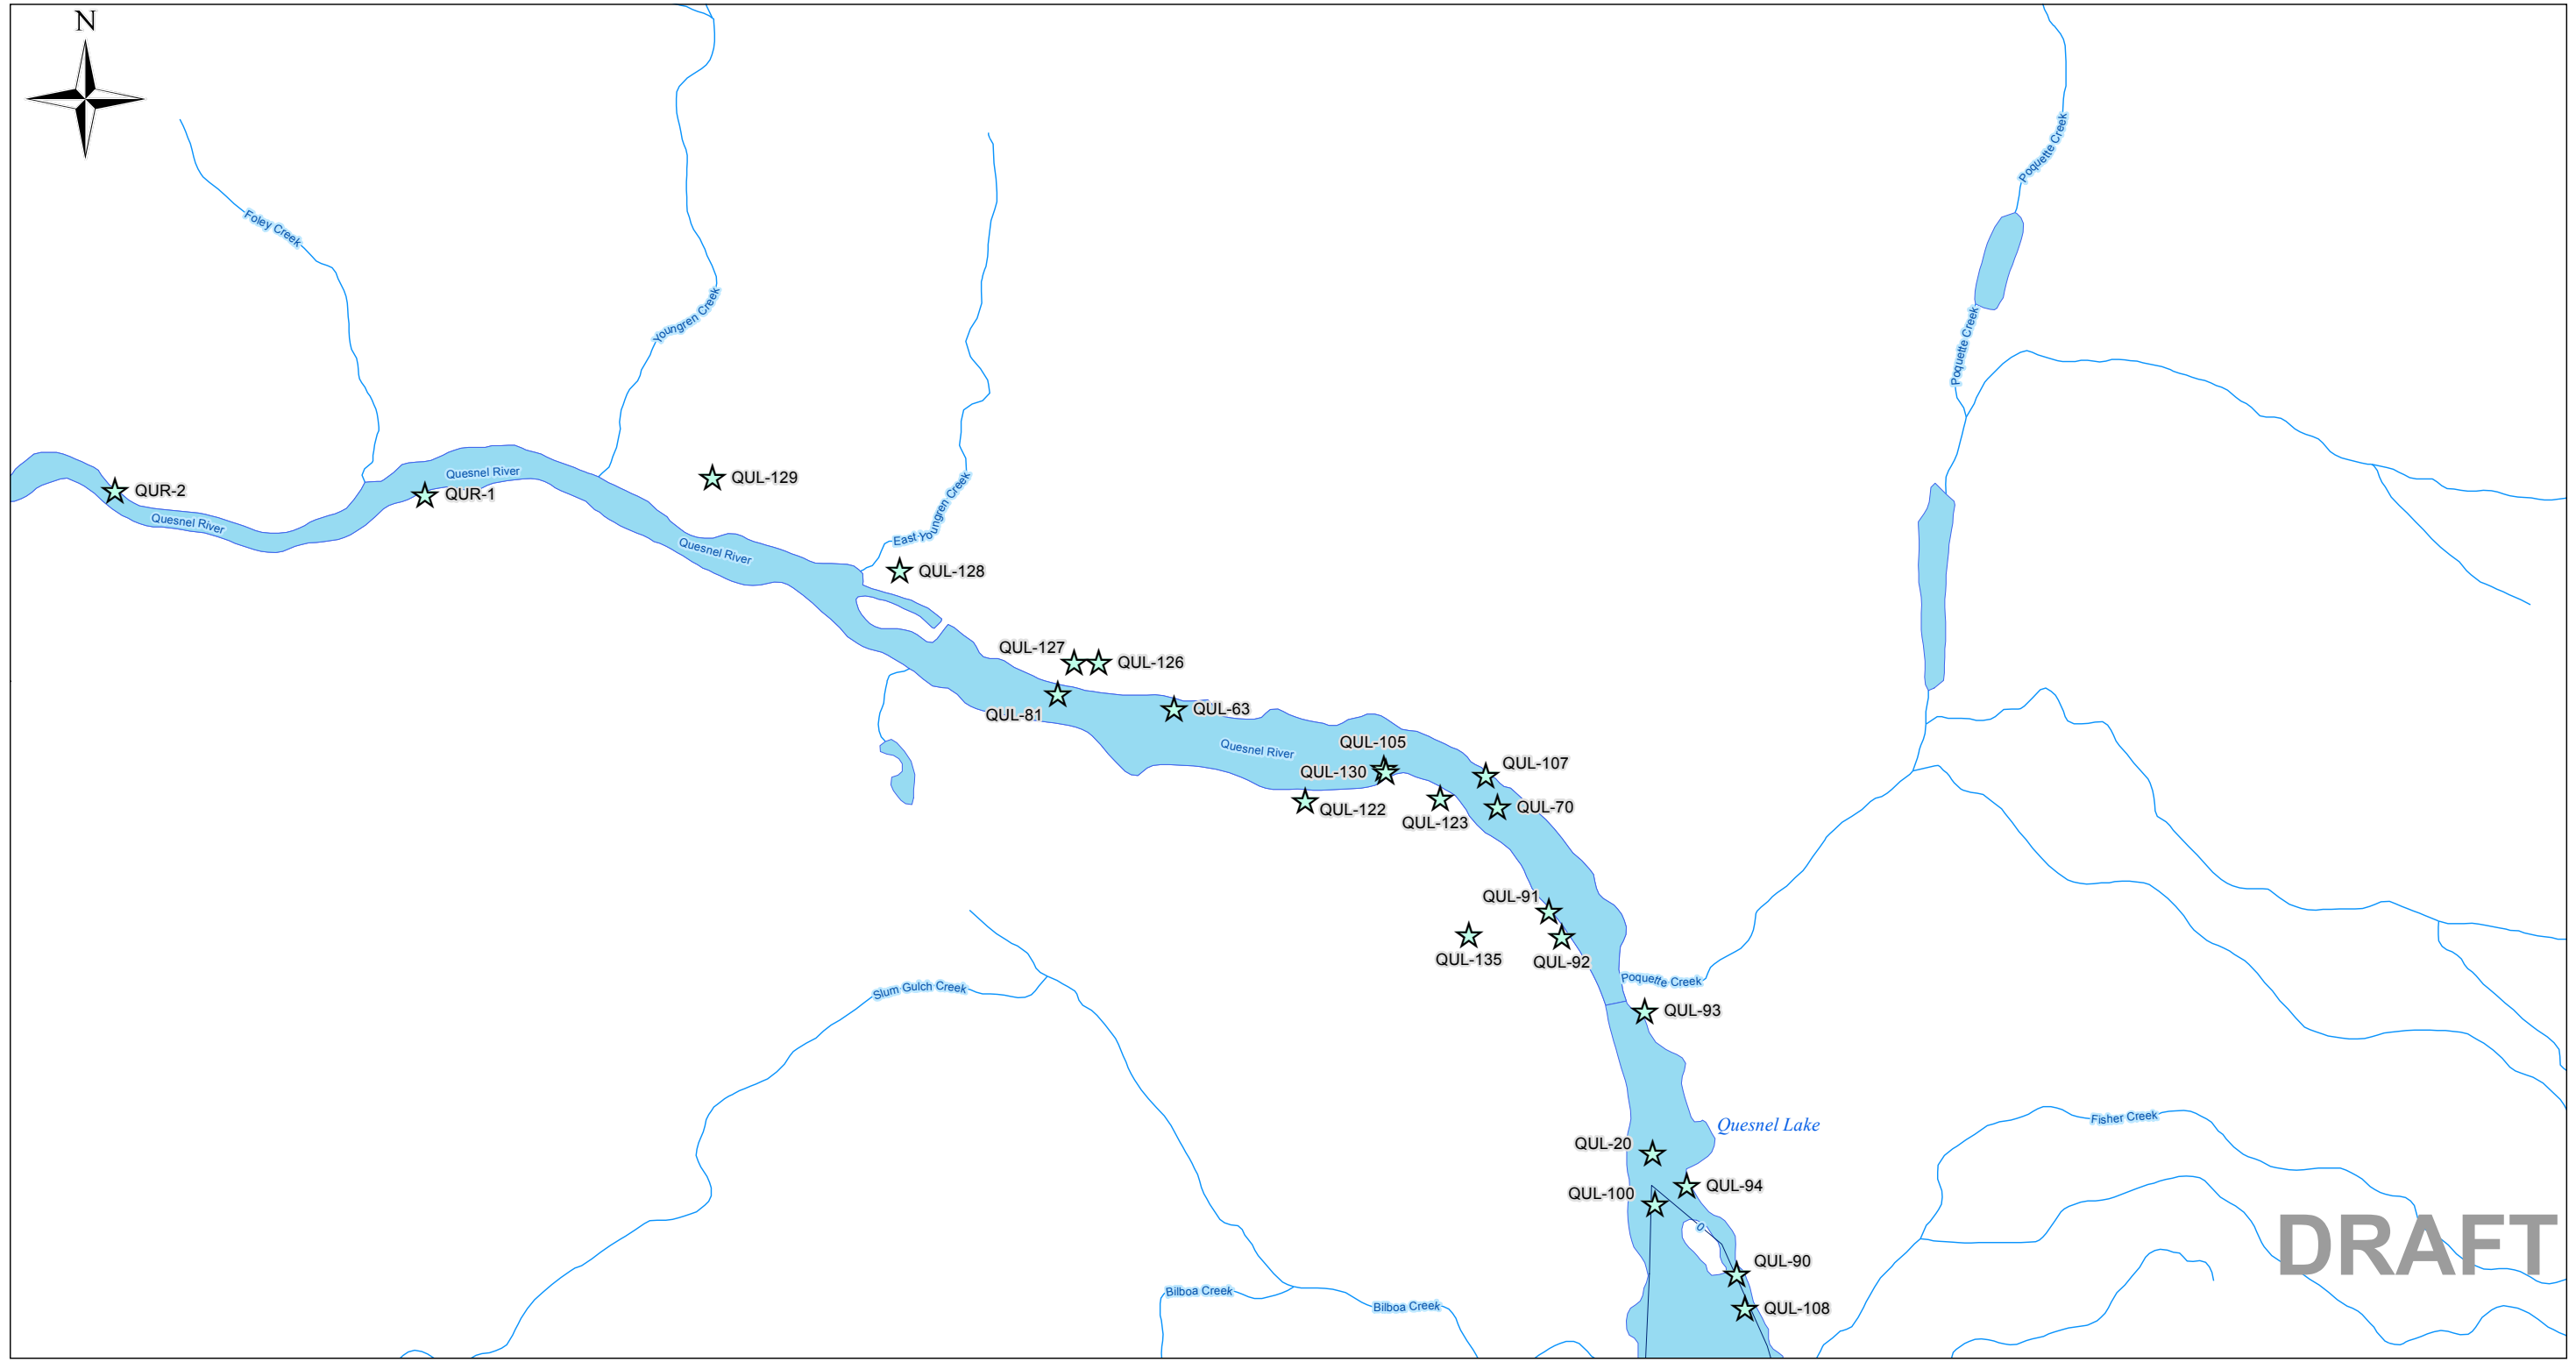 N
Poquette Creek
Foley Creek
Youngren Creek
Poquette Creek
Quesnel River
QUL-129
QUR-2
QUR-1
Quesnel River
East Youngren Creek
Quesnel River
QUL-128
QUL-127
QUL-126
QUL-81
QUL-63
Quesnel River
QUL-105
QUL-130
QUL-107
QUL-122
QUL-123
QUL-70
QUL-91
QUL-135
QUL-92
Poquette Creek
Slum Gulch Creek
QUL-93
Fisher Creek
Quesnel Lake
QUL-20
QUL-94
QUL-100
0
DRAFT
QUL-90
Bilboa Creek
Bilboa Creek
QUL-108